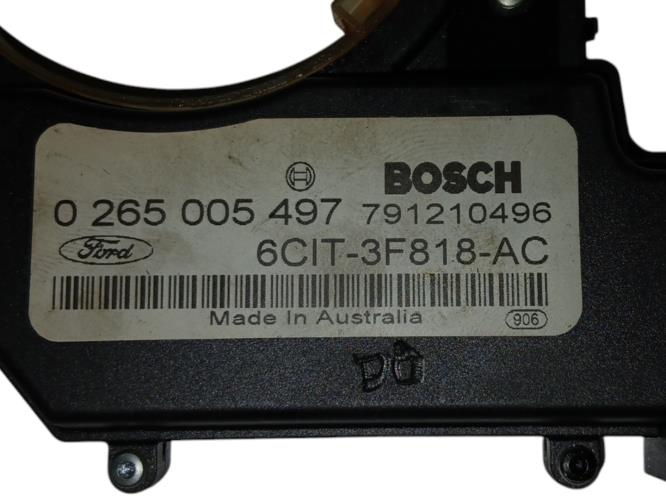 BOSCH
0 265 005 497 791210496
Ford 6CIT-3F818-AC
Made In Australia 906